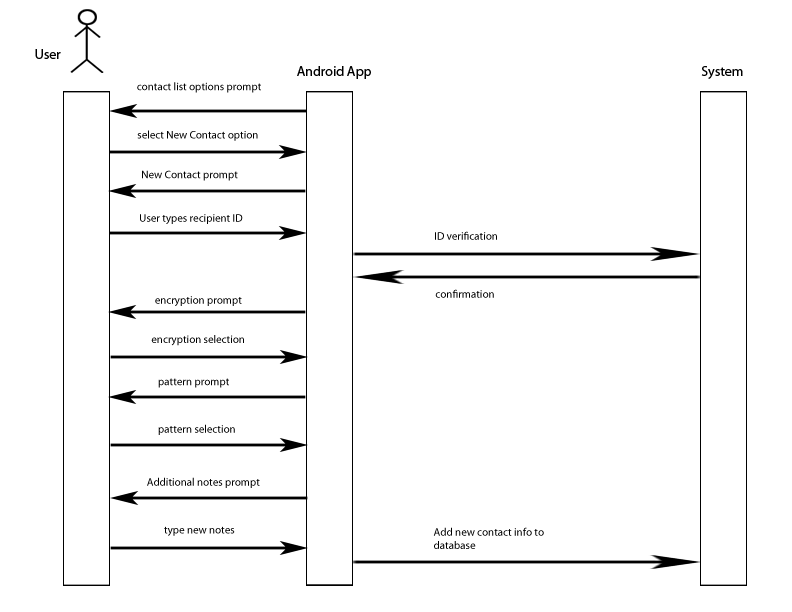 User
Android App
System
contact list options prompt
select New Contact option
New Contact prompt
User types recipient ID
ID verification
confirmation
encryption prompt
encryption selection
pattern prompt
pattern selection
Additional notes prompt
type new notes
Add new contact info to
database